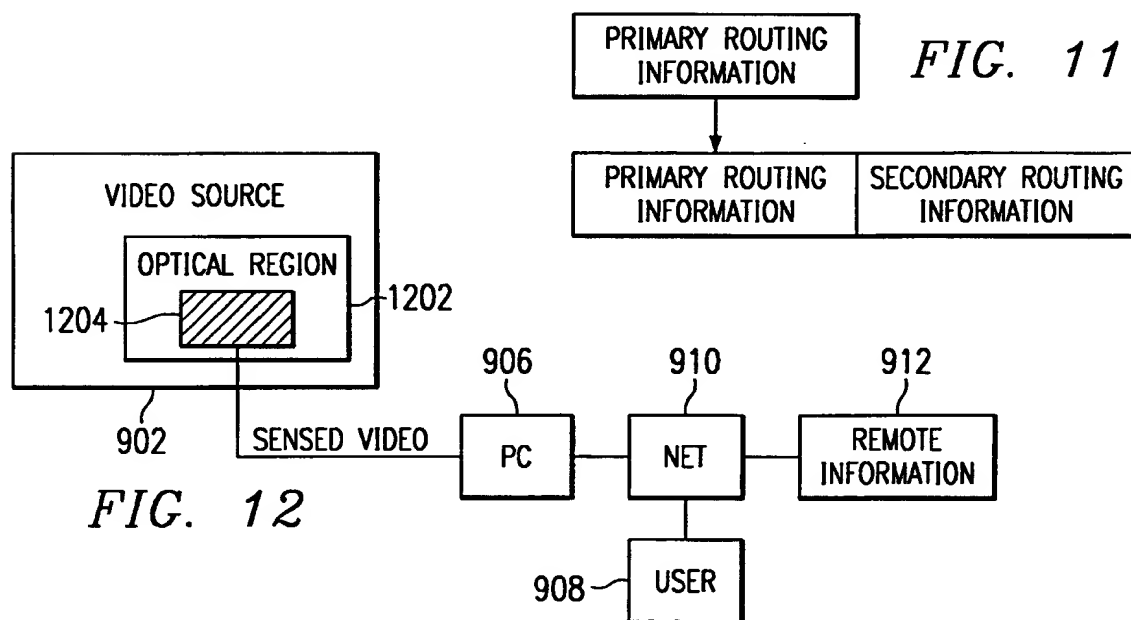 PRIMARY ROUTING
INFORMATION
FIG. 11
PRIMARY ROUTING
INFORMATION
SECONDARY ROUTING
INFORMATION
VIDEO SOURCE
OPTICAL REGION
1204
1202
902
SENSED VIDEO
906
PC
910
NET
912
REMOTE
INFORMATION
FIG. 12
908
USER